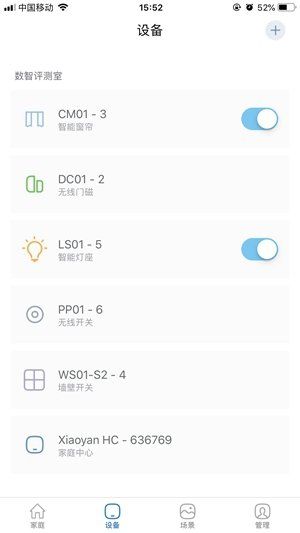 中国移动 15:52 52%
设备
数智评测室
CM01 - 3
智能窗帘
DC01 - 2
无线门磁
LS01 - 5
智能灯座
PP01 - 6
无线开关
WS01-S2 - 4
墙壁开关
Xiaoyan HC - 636769
家庭中心
家庭 设备 场景 管理